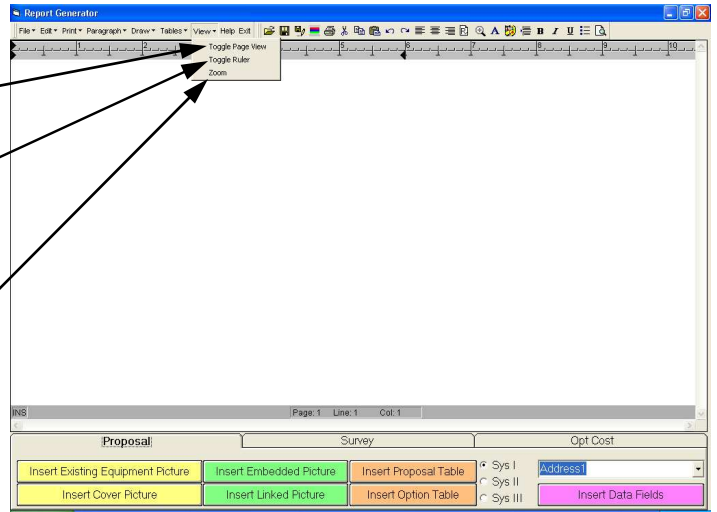 Report Generator
File Edit Print Paragraph Draw Tables View Help Exit B I U
1 2 5 6 7 8 9 10
Toggle Page View
Toggle Ruler
Zoom
INS Page: 1 Line: 1 Col: 1
Proposal Survey Opt Cost
Insert Existing Equipment Picture Insert Embedded Picture Insert Proposal Table Sys I Address1
Sys II
Insert Cover Picture Insert Linked Picture Insert Option Table Sys III Insert Data Fields